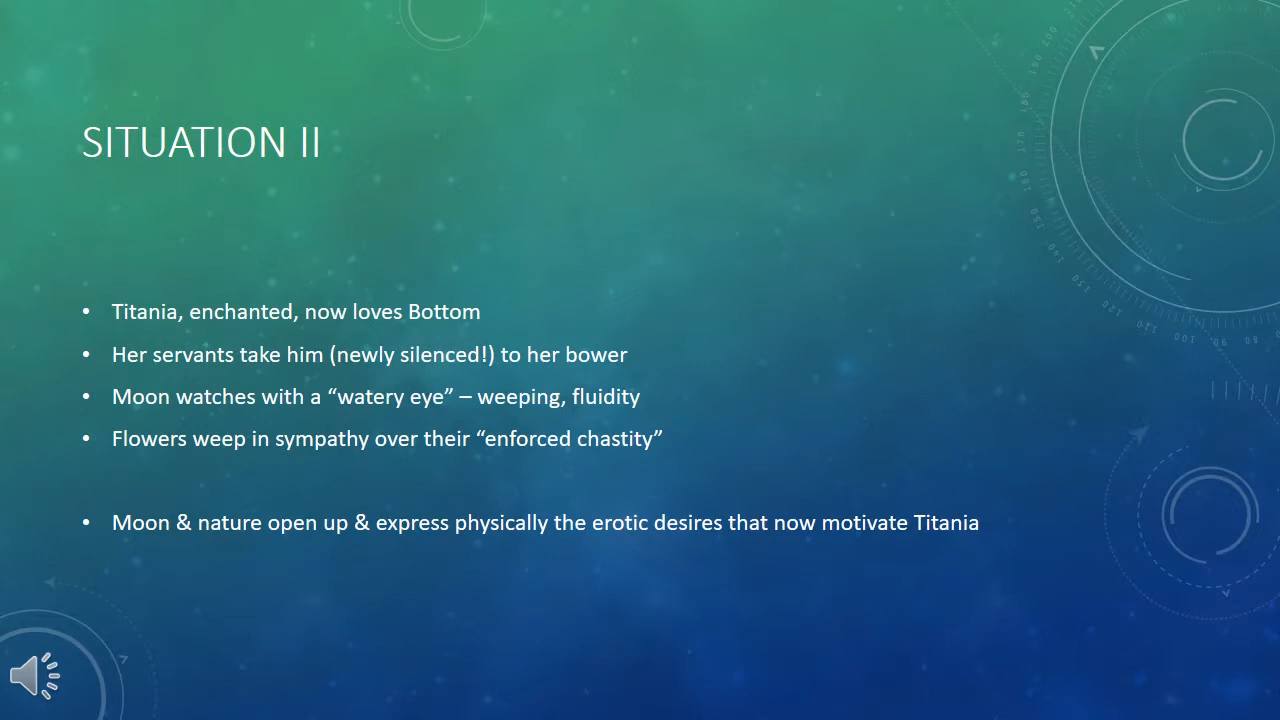 SITUATION II
• Titania, enchanted, now loves Bottom
• Her servants take him (newly silenced!) to her bower
• Moon watches with a “watery eye” – weeping, fluidity
• Flowers weep in sympathy over their “enforced chastity”
• Moon & nature open up & express physically the erotic desires that now motivate Titania